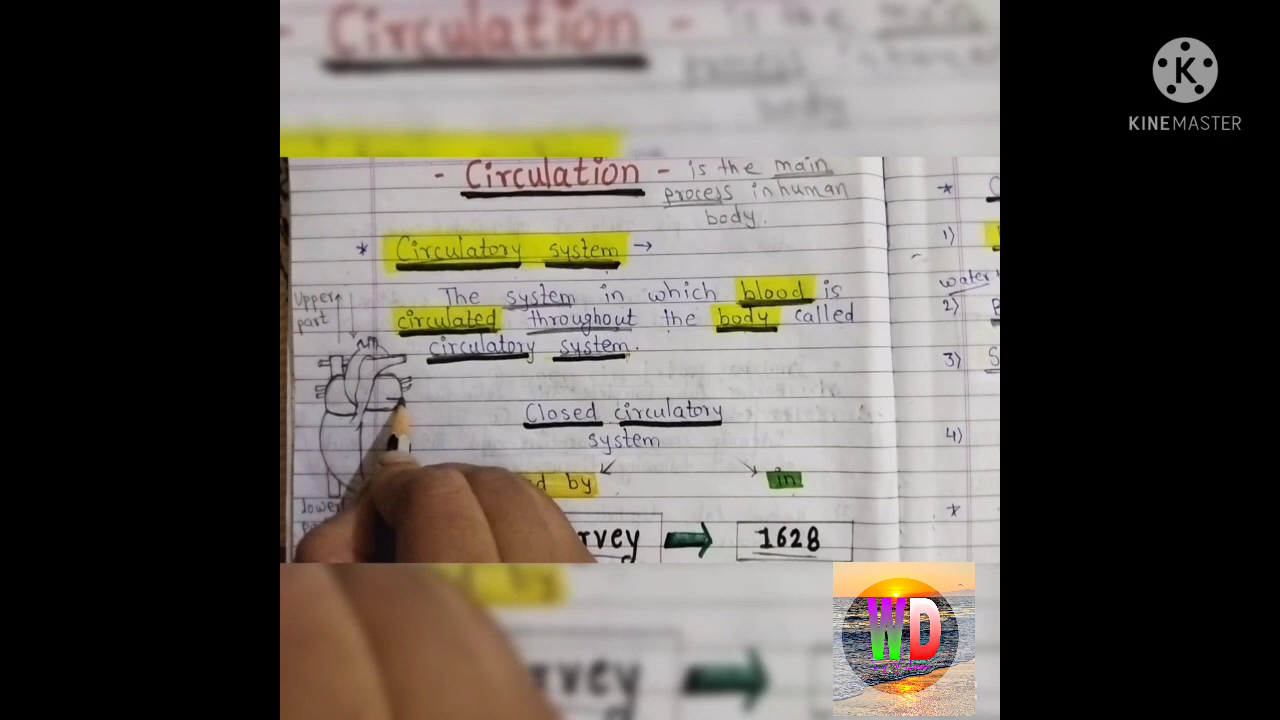 - Circulation - is the main
process in human
body.
* Circulatory system →
The system in which blood is
circulated throughout the body called
circulatory system.
Upper
part
Closed circulatory
system
d by
in
rvey
1628
lower
*
1)
water
2)
3)
4)
*
KINEMASTER
WD